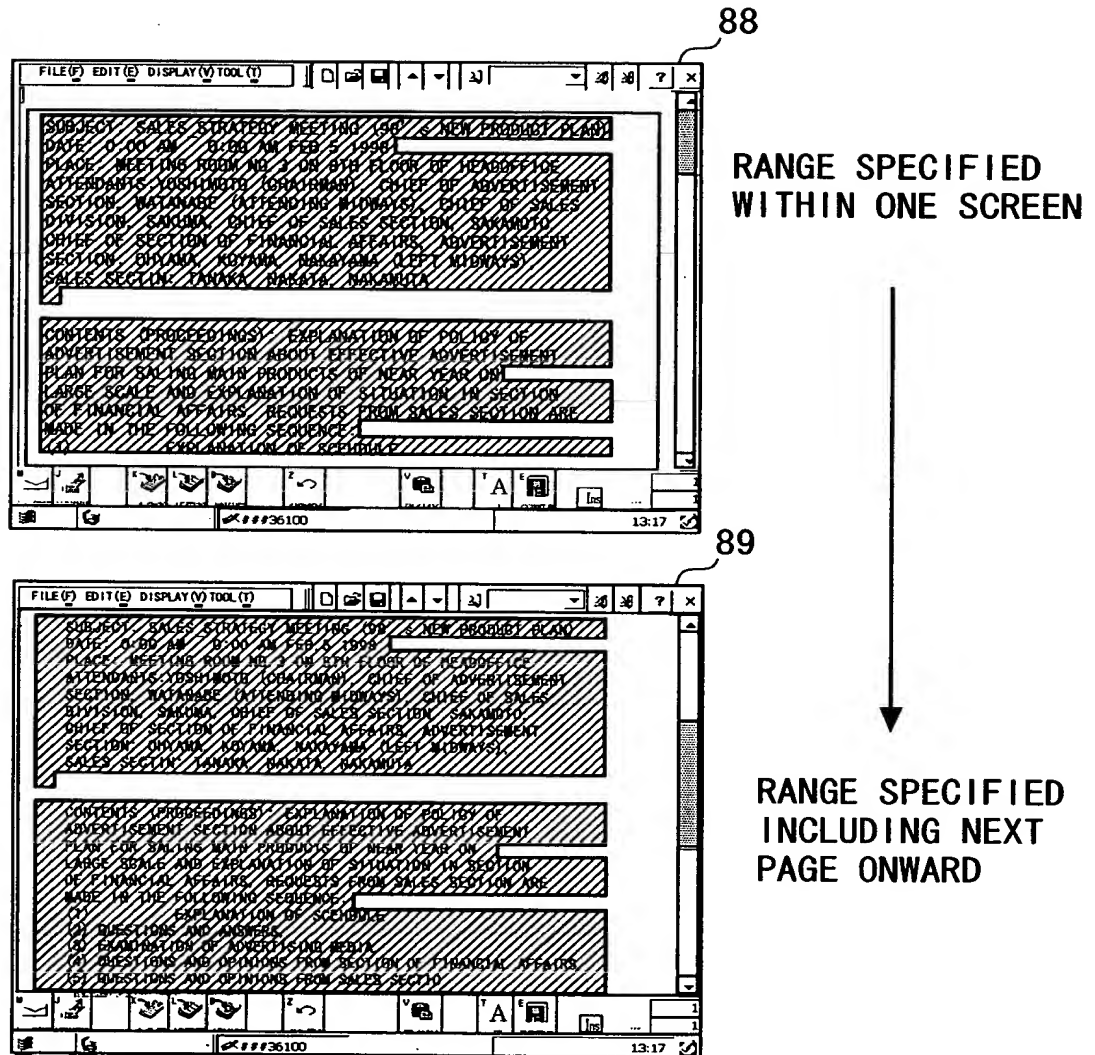 88
FILE(F) EDIT(E) DISPLAY(V) TOOL(T)
? ×
SUBJECT: SALES STRATEGY MEETING (98' s NEW PRODUCT PLAN)
DATE: 0:00 AM 0:00 AM FEB.5 1998
PLACE: MEETING ROOM NO.3 ON 8TH FLOOR OF HEADOFFICE
ATTENDANTS:YOSHIMOTO (CHAIRMAN), CHIEF OF ADVERTISEMENT
SECTION, WATANABE (ATTENDING MIDWAYS), CHIEF OF SALES
DIVISION, SAKUMA, CHIEF OF SALES SECTION, SAKAMOTO,
CHIEF OF SECTION OF FINANCIAL AFFAIRS, ADVERTISEMENT
SECTION: OHYAMA, KOYAMA, NAKAYAMA (LEFT MIDWAYS),
SALES SECTIN: TANAKA, NAKATA, NAKAMUTA
CONTENTS (PROCEEDINGS): EXPLANATION OF POLICY OF
ADVERTISEMENT SECTION ABOUT EFFECTIVE ADVERTISEMENT
PLAN FOR SALING MAIN PRODUCTS OF NEAR YEAR ON
LARGE SCALE AND EXPLANATION OF SITUATION IN SECTION
OF FINANCIAL AFFAIRS. REQUESTS FROM SALES SECTION ARE
MADE IN THE FOLLOWING SEQUENCE.
(1) EXPLANATION OF SCEHDULE
Z V T A E Ins ... 1
1
###36100 13:17
RANGE SPECIFIED
WITHIN ONE SCREEN
89
FILE(F) EDIT(E) DISPLAY(V) TOOL(T)
? ×
SUBJECT: SALES STRATEGY MEETING (98' s NEW PRODUCT PLAN)
DATE: 0:00 AM 0:00 AM FEB.5 1998
PLACE: MEETING ROOM NO.3 ON 8TH FLOOR OF HEADOFFICE
ATTENDANTS:YOSHIMOTO (CHAIRMAN), CHIEF OF ADVERTISEMENT
SECTION, WATANABE (ATTENDING MIDWAYS), CHIEF OF SALES
DIVISION, SAKUMA, CHIEF OF SALES SECTION, SAKAMOTO,
CHIEF OF SECTION OF FINANCIAL AFFAIRS, ADVERTISEMENT
SECTION: OHYAMA, KOYAMA, NAKAYAMA (LEFT MIDWAYS),
SALES SECTIN: TANAKA, NAKATA, NAKAMUTA
CONTENTS (PROCEEDINGS): EXPLANATION OF POLICY OF
ADVERTISEMENT SECTION ABOUT EFFECTIVE ADVERTISEMENT
PLAN FOR SALING MAIN PRODUCTS OF NEAR YEAR ON
LARGE SCALE AND EXPLANATION OF SITUATION IN SECTION
OF FINANCIAL AFFAIRS. REQUESTS FROM SALES SECTION ARE
MADE IN THE FOLLOWING SEQUENCE.
(1) EXPLANATION OF SCEHDULE
(2) QUESTIONS AND ANSWERS.
(3) EXAMINATION OF ADVERTISING MEDIA
(4) QUESTIONS AND OPINIONS FROM SECTION OF FINANCIAL AFFAIRS
(5) QUESTIONS AND OPINIONS FROM SALES SECTIO
Z V T A E Ins ... 1
1
###36100 13:17
RANGE SPECIFIED
INCLUDING NEXT
PAGE ONWARD